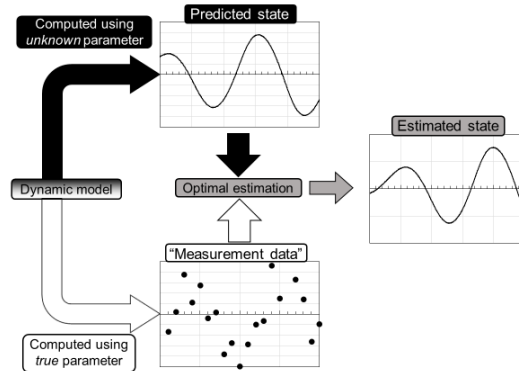 Computed using
unknown parameter
Predicted state
Estimated state
Dynamic model
Optimal estimation
“Measurement data”
Computed using
true parameter